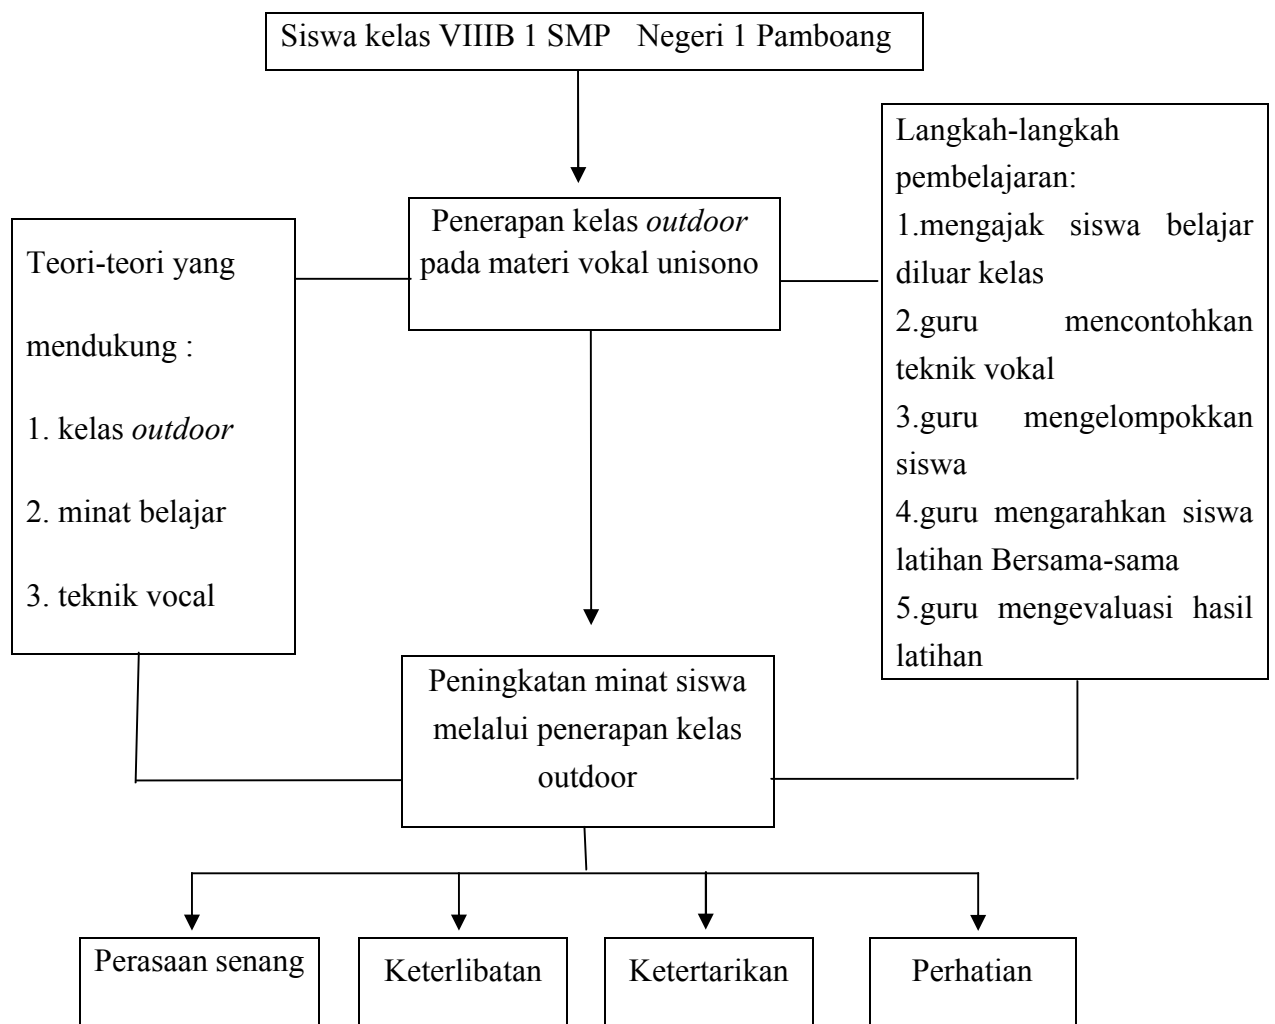 Siswa kelas VIIIB 1 SMP Negeri 1 Pamboang
Penerapan kelas outdoor
pada materi vokal unisono
Teori-teori yang
mendukung :
1. kelas outdoor
2. minat belajar
3. teknik vocal
Langkah-langkah
pembelajaran:
1.mengajak siswa belajar
diluar kelas
2.guru mencontohkan
teknik vokal
3.guru mengelompokkan
siswa
4.guru mengarahkan siswa
latihan Bersama-sama
5.guru mengevaluasi hasil
latihan
Peningkatan minat siswa
melalui penerapan kelas
outdoor
Perasaan senang
Keterlibatan
Ketertarikan
Perhatian